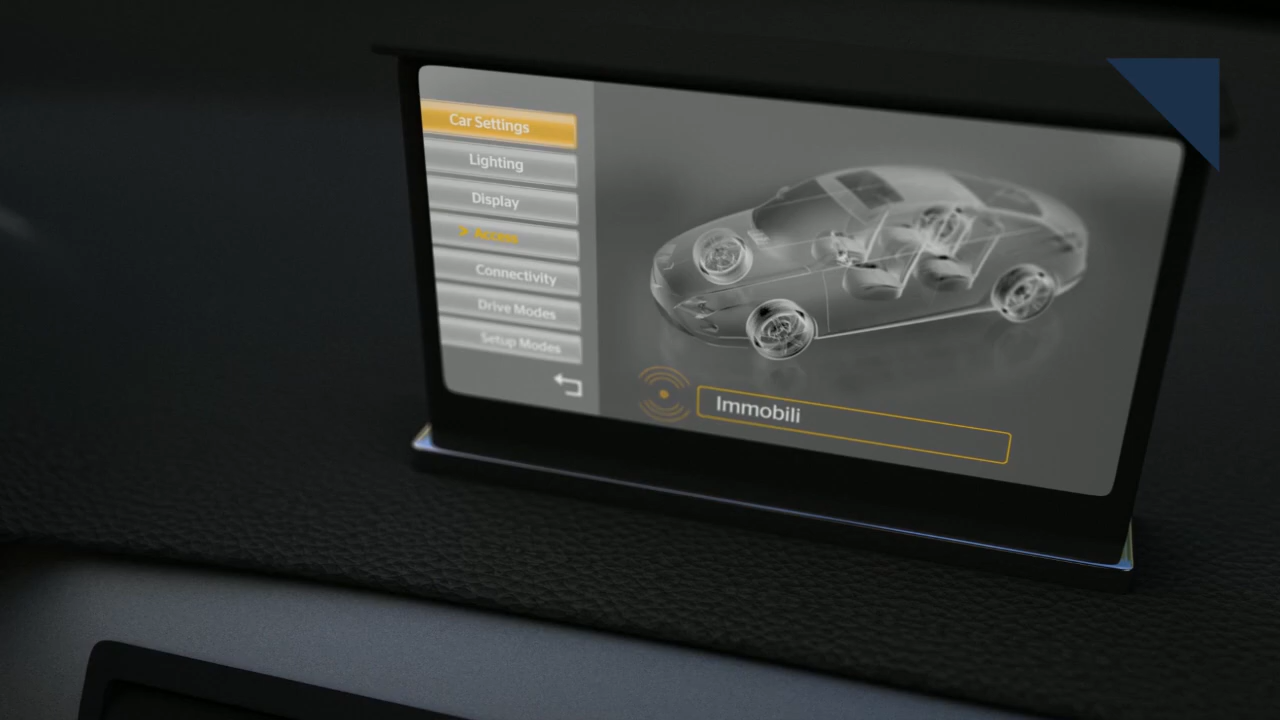 Car Settings
Lighting
Display
Access
Connectivity
Drive Modes
Setup Modes
Immobili